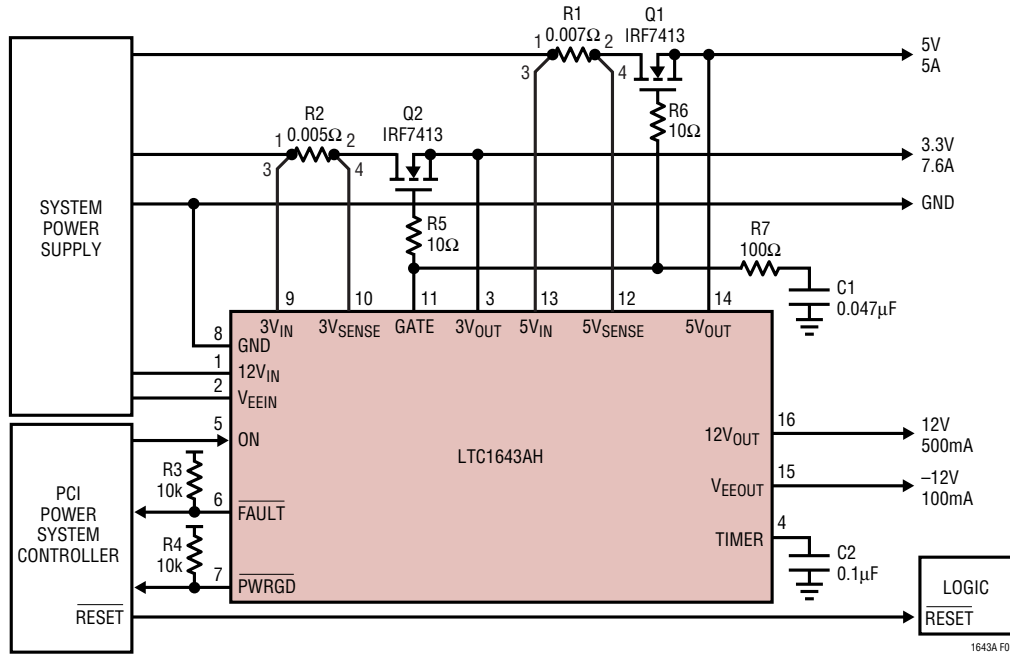 R1
0.007Ω
Q1
IRF7413
1
2
3
4
5V
5A
R6
10Ω
R2
0.005Ω
Q2
IRF7413
1
2
3
4
3.3V
7.6A
GND
SYSTEM
POWER
SUPPLY
R5
10Ω
R7
100Ω
C1
0.047µF
9
10
11
3
13
12
14
3VIN
3VSENSE
GATE
3VOUT
5VIN
5VSENSE
5VOUT
8
GND
1
12VIN
2
VEEIN
5
ON
LTC1643AH
12VOUT
16
12V
500mA
VEEOUT
15
–12V
100mA
PCI
POWER
SYSTEM
CONTROLLER
R3
10k
6
FAULT
R4
10k
7
PWRGD
TIMER
4
C2
0.1µF
RESET
LOGIC
RESET
1643A F0